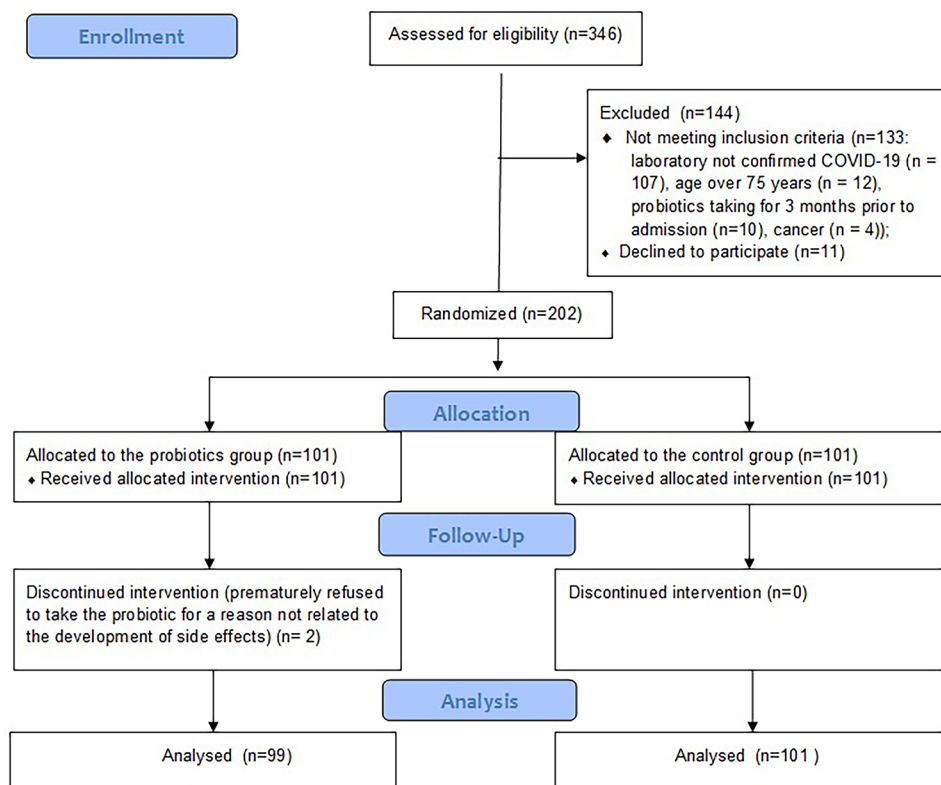 Enrollment
Assessed for eligibility (n=346)
Excluded (n=144)
◆ Not meeting inclusion criteria (n=133:
laboratory not confirmed COVID-19 (n =
107), age over 75 years (n = 12),
probiotics taking for 3 months prior to
admission (n=10), cancer (n = 4));
◆ Declined to participate (n=11)
Randomized (n=202)
Allocation
Allocated to the probiotics group (n=101)
◆ Received allocated intervention (n=101)
Allocated to the control group (n=101)
◆ Received allocated intervention (n=101)
Follow-Up
Discontinued intervention (prematurely refused
to take the probiotic for a reason not related to
the development of side effects) (n= 2)
Discontinued intervention (n=0)
Analysis
Analysed (n=99)
Analysed (n=101 )